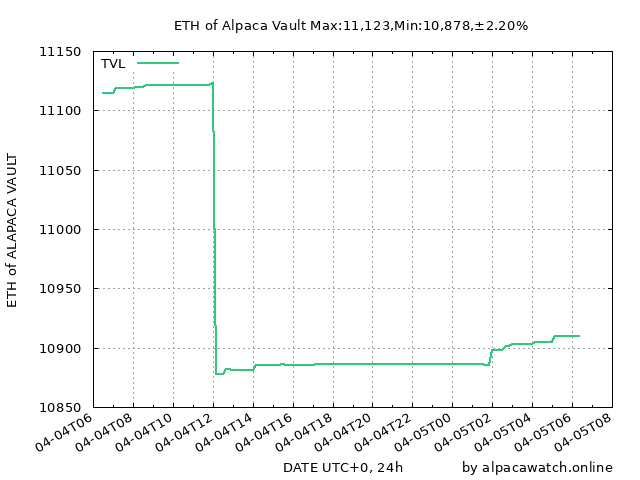 ETH of Alpaca Vault Max:11,123,Min:10,878,±2.20%
TVL
ETH of ALAPACA VAULT
11150
11100
11050
11000
10950
10900
10850
04-04T06
04-04T08
04-04T10
04-04T12
04-04T14
04-04T16
04-04T18
04-04T20
04-04T22
04-05T00
04-05T02
04-05T04
04-05T06
04-05T08
DATE UTC+0, 24h
by alpacawatch.online